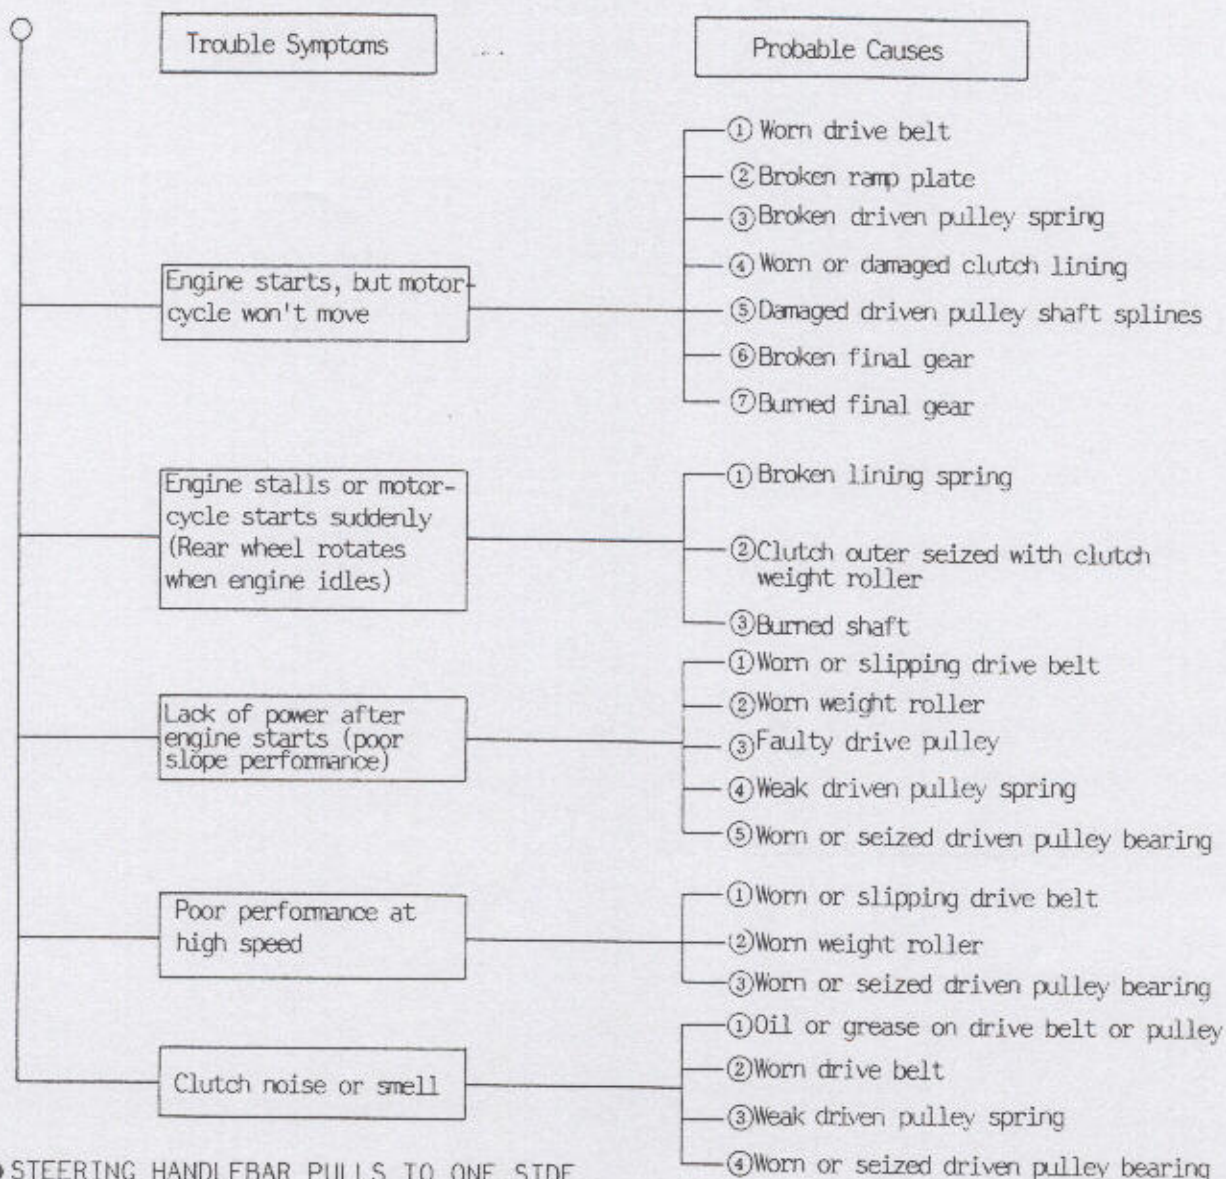 Trouble Symptoms
Probable Causes
Engine starts, but motor-
cycle won't move
① Worn drive belt
② Broken ramp plate
③ Broken driven pulley spring
④ Worn or damaged clutch lining
⑤ Damaged driven pulley shaft splines
⑥ Broken final gear
⑦ Burned final gear
Engine stalls or motor-
cycle starts suddenly
(Rear wheel rotates
when engine idles)
① Broken lining spring
② Clutch outer seized with clutch
weight roller
③ Burned shaft
Lack of power after
engine starts (poor
slope performance)
① Worn or slipping drive belt
② Worn weight roller
③ Faulty drive pulley
④ Weak driven pulley spring
⑤ Worn or seized driven pulley bearing
Poor performance at
high speed
① Worn or slipping drive belt
② Worn weight roller
③ Worn or seized driven pulley bearing
Clutch noise or smell
① Oil or grease on drive belt or pulley
② Worn drive belt
③ Weak driven pulley spring
④ Worn or seized driven pulley bearing
STEERING HANDLEBAR PULLS TO ONE SIDE